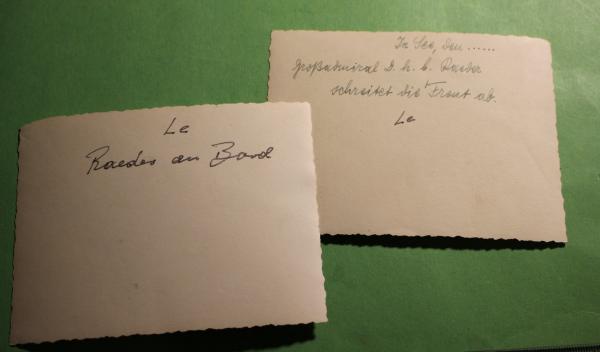 Le
Raeder an Bord
In See, den ......
Großadmiral D. h. c. Raeder
schreitet die Front ab.
Le